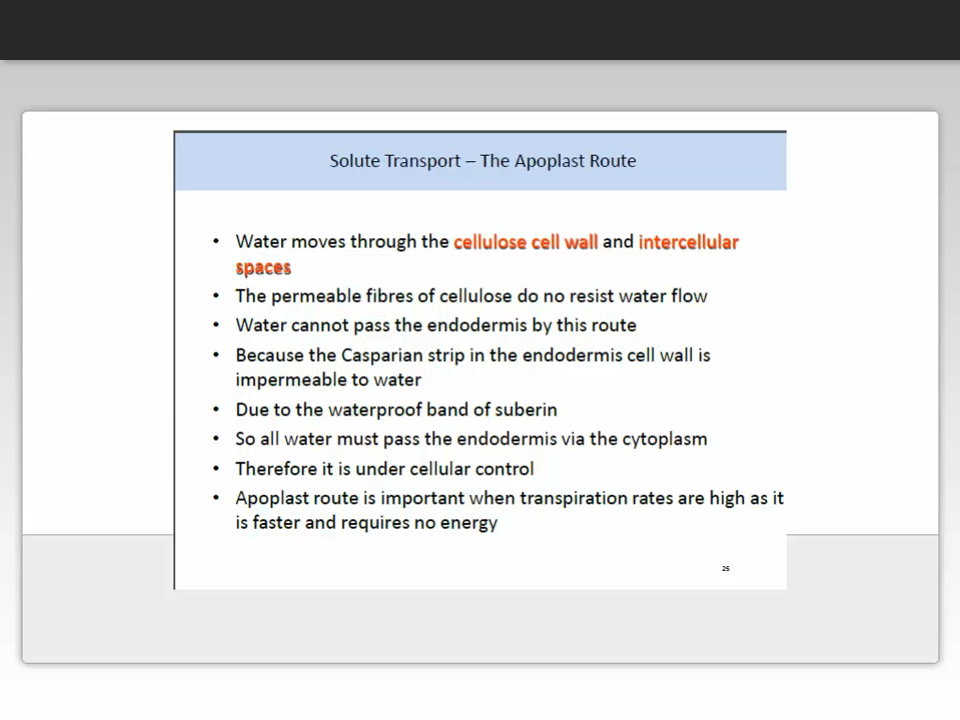 Solute Transport – The Apoplast Route
• Water moves through the cellulose cell wall and intercellular
spaces
• The permeable fibres of cellulose do no resist water flow
• Water cannot pass the endodermis by this route
• Because the Casparian strip in the endodermis cell wall is
impermeable to water
• Due to the waterproof band of suberin
• So all water must pass the endodermis via the cytoplasm
• Therefore it is under cellular control
• Apoplast route is important when transpiration rates are high as it
is faster and requires no energy
25